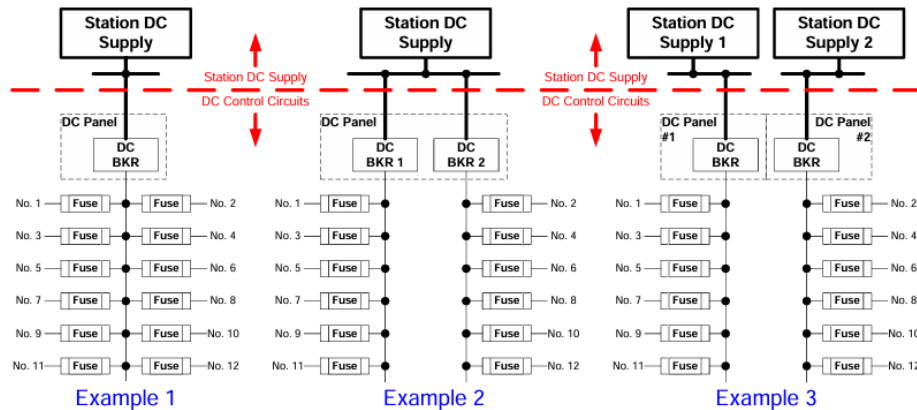 Station DC
Supply
Station DC
Supply
Station DC
Supply 1
Station DC
Supply 2
Station DC Supply
DC Control Circuits
Station DC Supply
DC Control Circuits
DC Panel
DC
BKR
DC Panel
DC
BKR 1
DC
BKR 2
DC Panel
#1
DC
BKR
DC Panel
#2
DC
BKR
No. 1 Fuse Fuse No. 2
No. 3 Fuse Fuse No. 4
No. 5 Fuse Fuse No. 6
No. 7 Fuse Fuse No. 8
No. 9 Fuse Fuse No. 10
No. 11 Fuse Fuse No. 12
Example 1
No. 1 Fuse Fuse No. 2
No. 3 Fuse Fuse No. 4
No. 5 Fuse Fuse No. 6
No. 7 Fuse Fuse No. 8
No. 9 Fuse Fuse No. 10
No. 11 Fuse Fuse No. 12
Example 2
No. 1 Fuse Fuse No. 2
No. 3 Fuse Fuse No. 4
No. 5 Fuse Fuse No. 6
No. 7 Fuse Fuse No. 8
No. 9 Fuse Fuse No. 10
No. 11 Fuse Fuse No. 12
Example 3